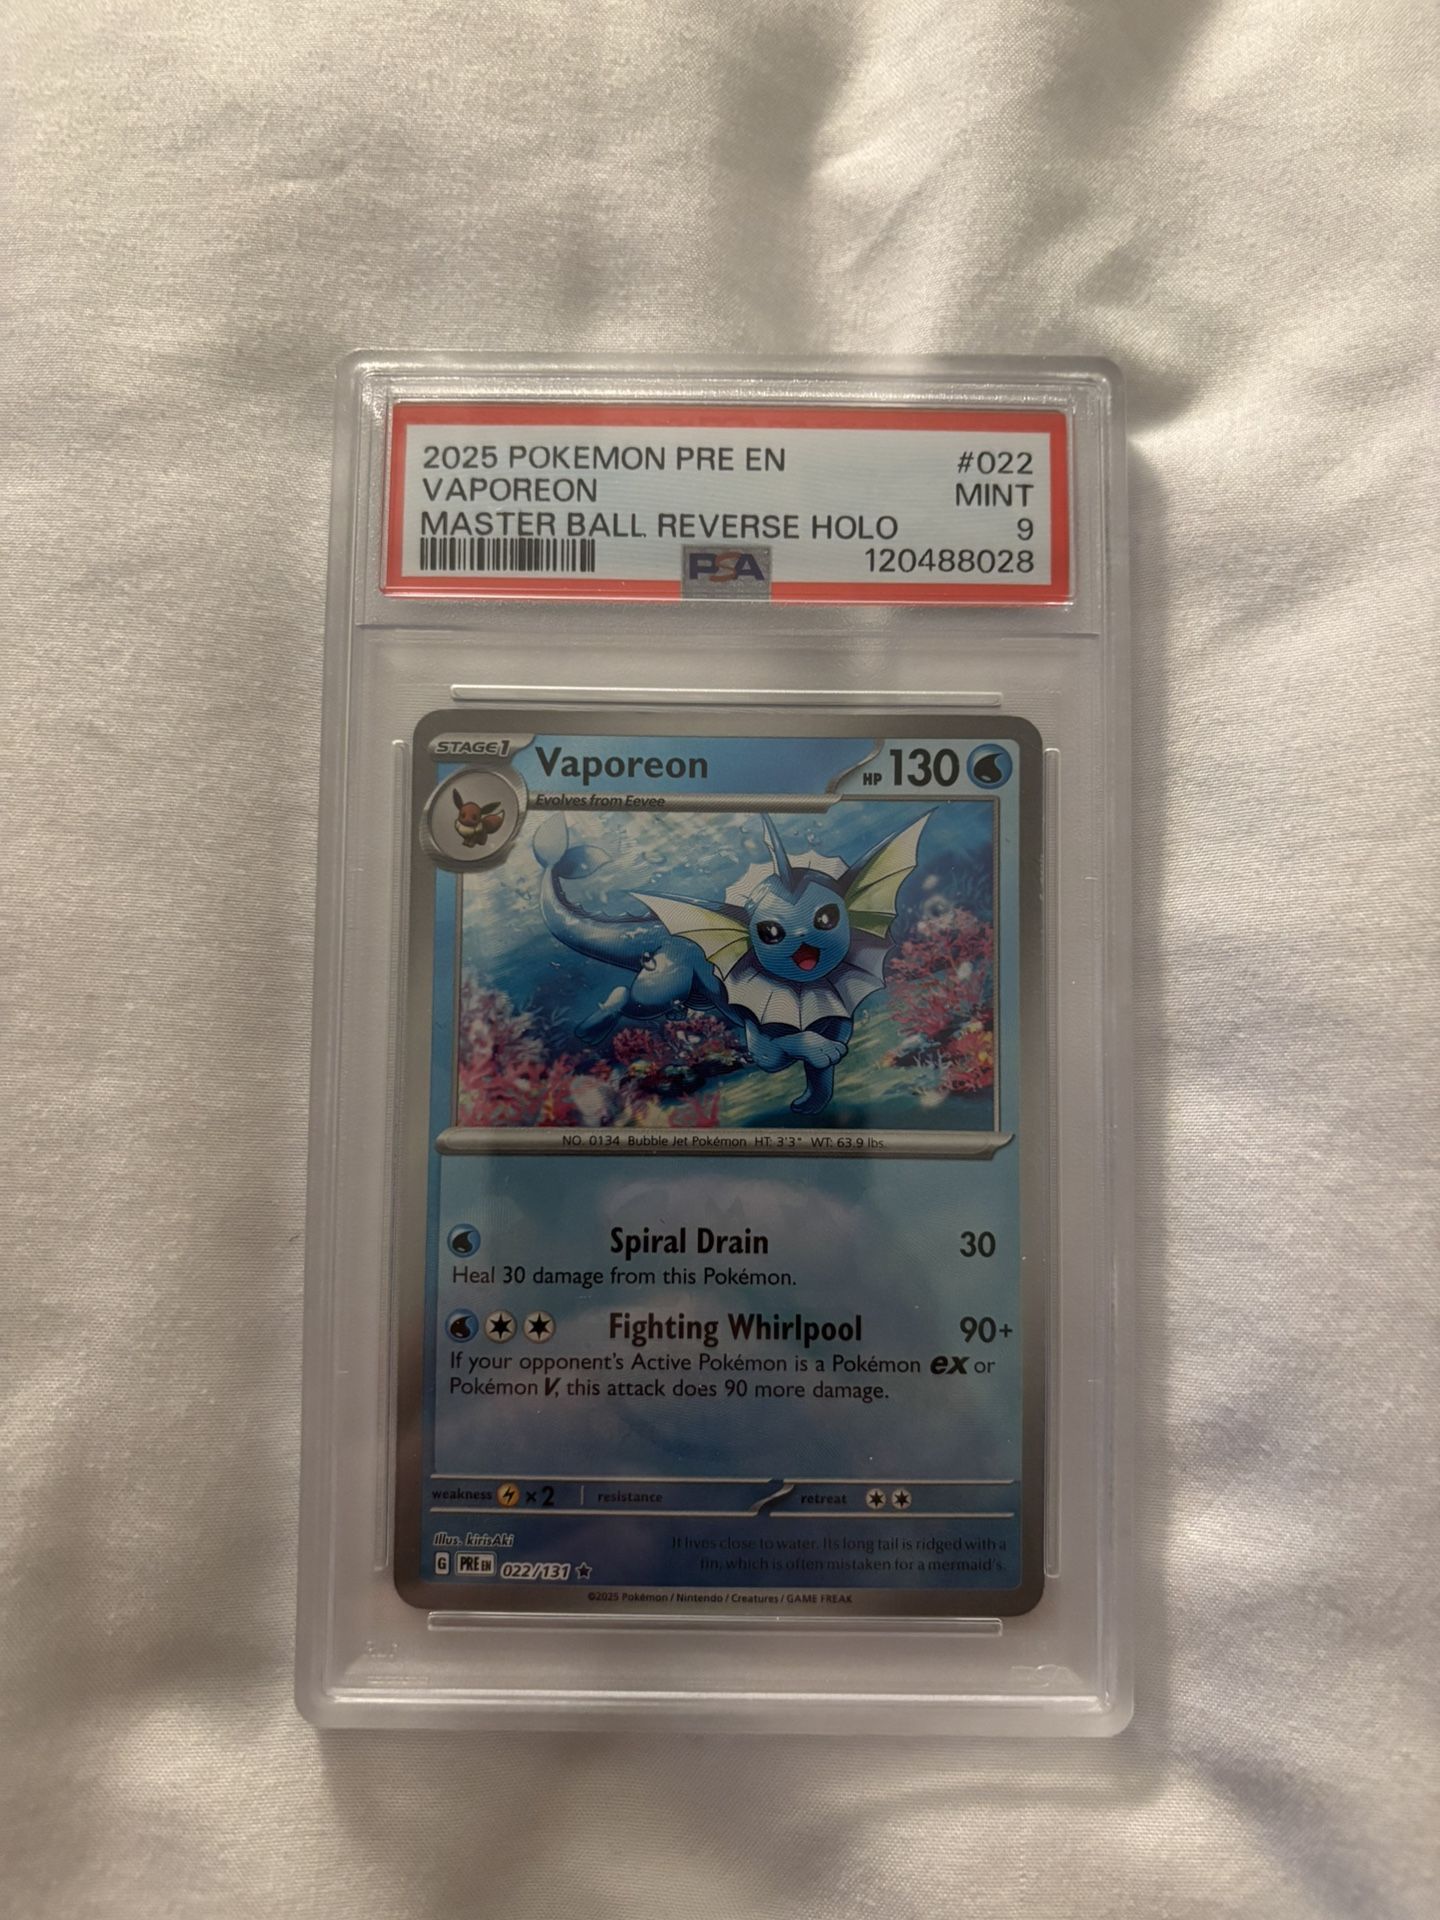 2025 POKEMON PRE EN #022
VAPOREON MINT
MASTER BALL REVERSE HOLO 9
PSA 120488028
STAGE 1 Vaporeon HP 130
Evolves from Eevee
NO. 0134 Bubble Jet Pokémon HT: 3'3" WT: 63.9 lbs.
Spiral Drain 30
Heal 30 damage from this Pokémon.
Fighting Whirlpool 90+
If your opponent's Active Pokémon is a Pokémon ex or
Pokémon V, this attack does 90 more damage.
weakness ×2 resistance retreat
Illus. kirisAki
It lives close to water. Its long tail is ridged with a
fin, which is often mistaken for a mermaid's.
G PRE EN 022/131
©2025 Pokémon / Nintendo / Creatures / GAME FREAK